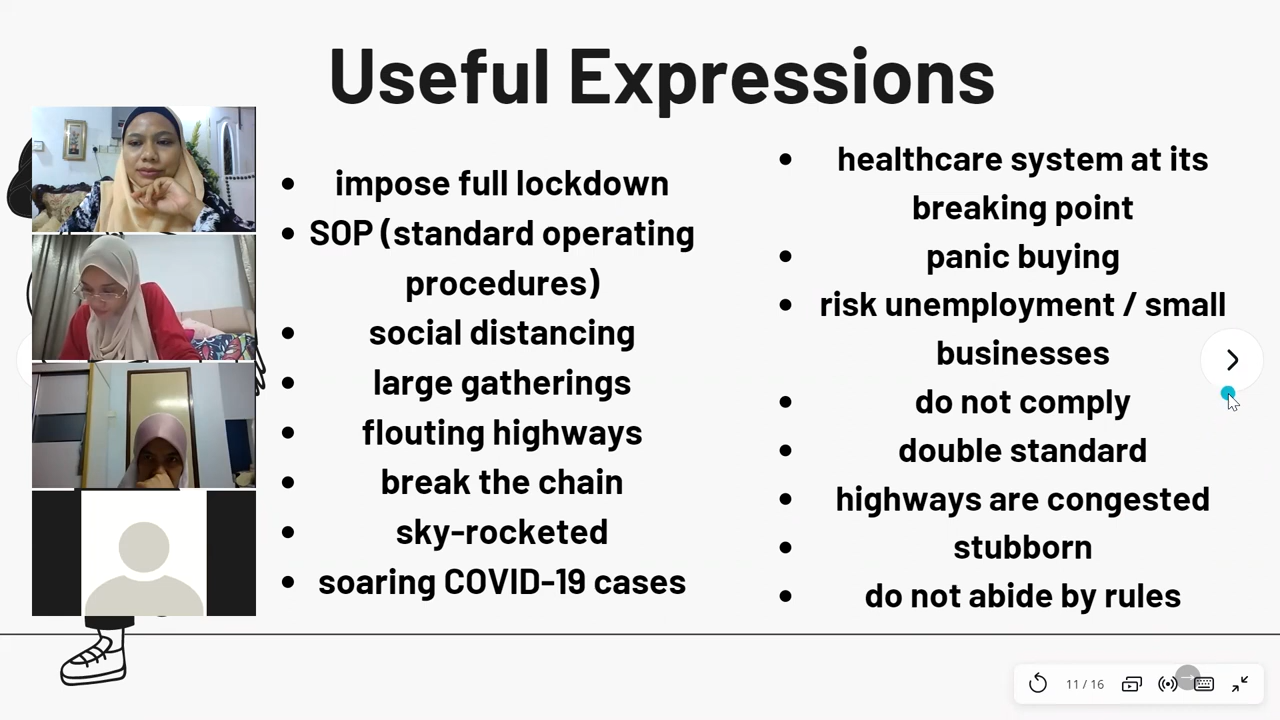 Useful Expressions
impose full lockdown
SOP (standard operating
procedures)
social distancing
large gatherings
flouting highways
break the chain
sky-rocketed
soaring COVID-19 cases
healthcare system at its
breaking point
panic buying
risk unemployment / small
businesses
do not comply
double standard
highways are congested
stubborn
do not abide by rules
11 / 16